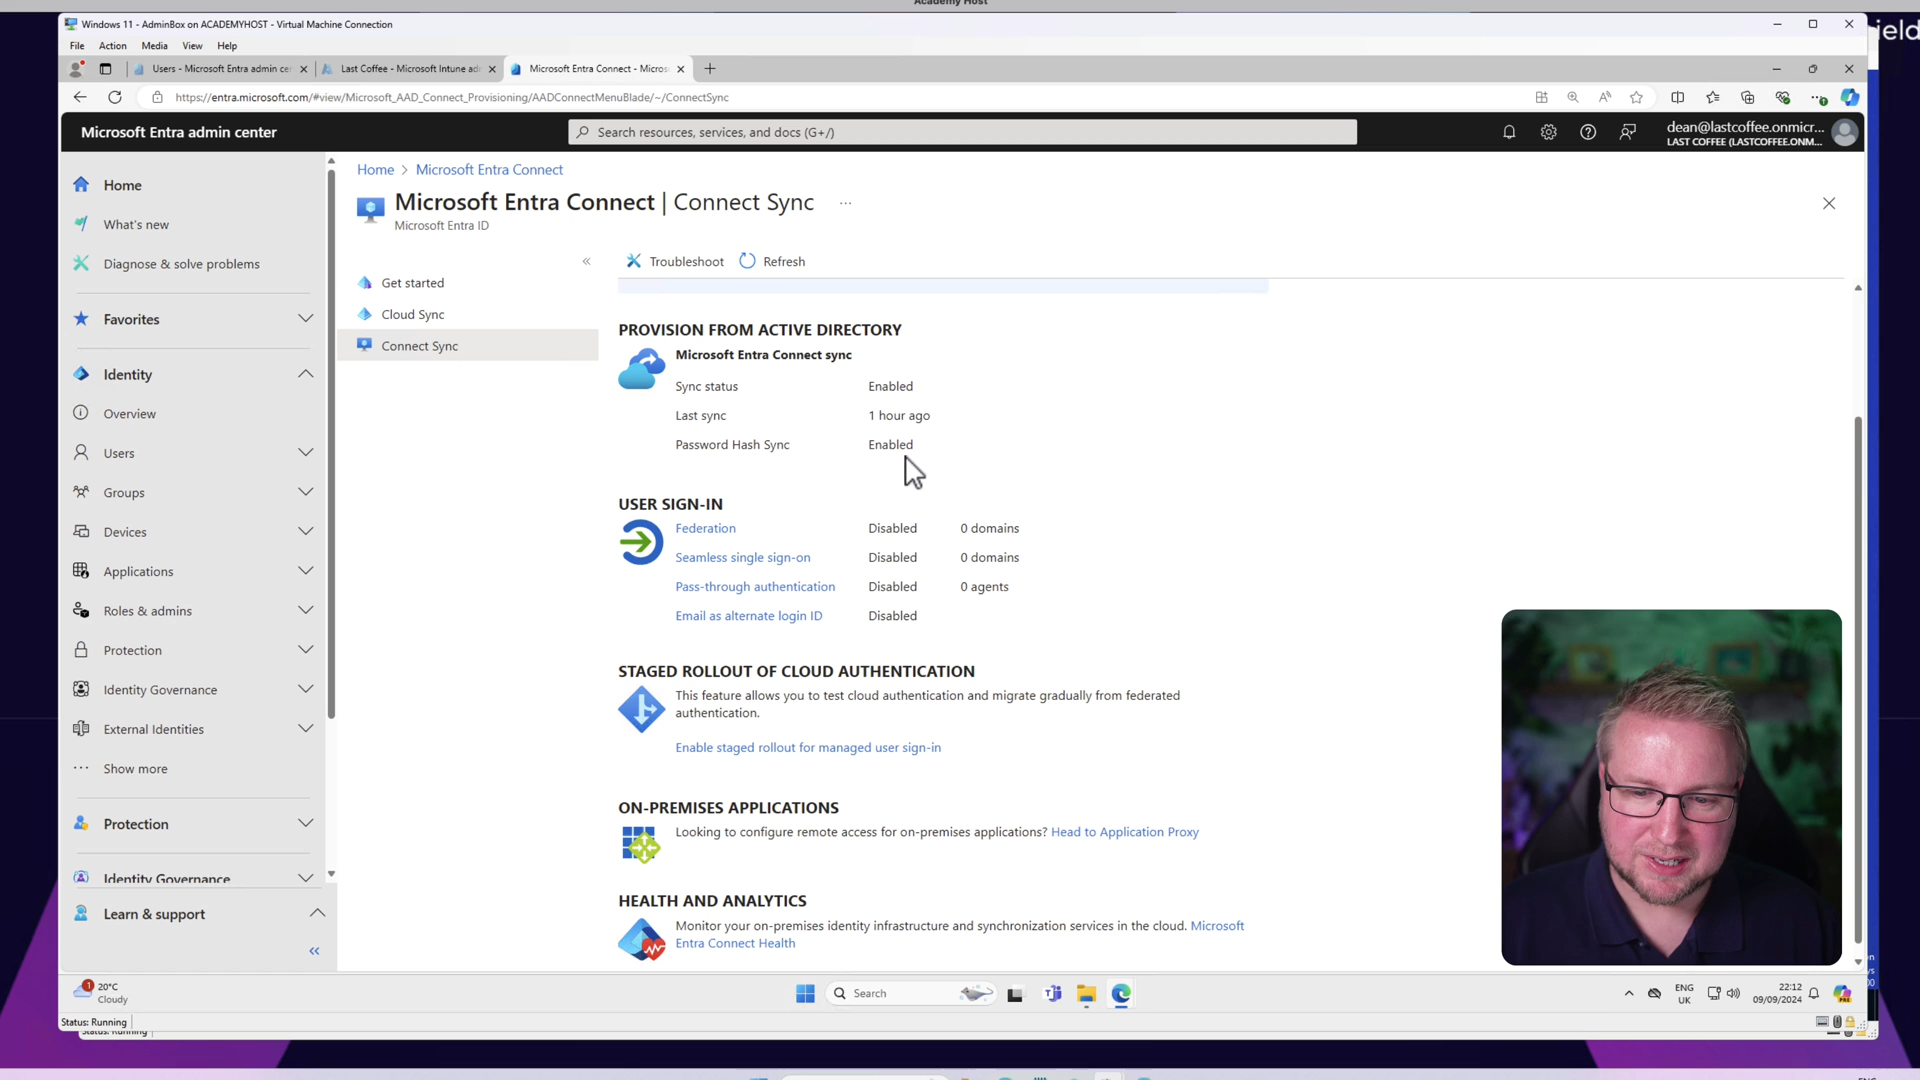 Academy Host
ield
Windows 11 - AdminBox on ACADEMYHOST - Virtual Machine Connection
File Action Media View Help
Users - Microsoft Entra admin cen
Last Coffee - Microsoft Intune ad
Microsoft Entra Connect - Micros
https://entra.microsoft.com/#view/Microsoft_AAD_Connect_Provisioning/AADConnectMenuBlade/~/ConnectSync
Microsoft Entra admin center
Search resources, services, and docs (G+/)
dean@lastcoffee.onmicr...
LAST COFFEE (LASTCOFFEE.ONM...
Home
What's new
Diagnose & solve problems
Favorites
Identity
Overview
Users
Groups
Devices
Applications
Roles & admins
Protection
Identity Governance
External Identities
Show more
Protection
Identity Governance
Learn & support
Home > Microsoft Entra Connect
Microsoft Entra Connect | Connect Sync ...
Microsoft Entra ID
Get started
Cloud Sync
Connect Sync
Troubleshoot Refresh
PROVISION FROM ACTIVE DIRECTORY
Microsoft Entra Connect sync
Sync status Enabled
Last sync 1 hour ago
Password Hash Sync Enabled
USER SIGN-IN
Federation Disabled 0 domains
Seamless single sign-on Disabled 0 domains
Pass-through authentication Disabled 0 agents
Email as alternate login ID Disabled
STAGED ROLLOUT OF CLOUD AUTHENTICATION
This feature allows you to test cloud authentication and migrate gradually from federated
authentication.
Enable staged rollout for managed user sign-in
ON-PREMISES APPLICATIONS
Looking to configure remote access for on-premises applications? Head to Application Proxy
HEALTH AND ANALYTICS
Monitor your on-premises identity infrastructure and synchronization services in the cloud. Microsoft
Entra Connect Health
1
20°C
Cloudy
Search
ENG
UK
22:12
09/09/2024
Status: Running
Status: Running